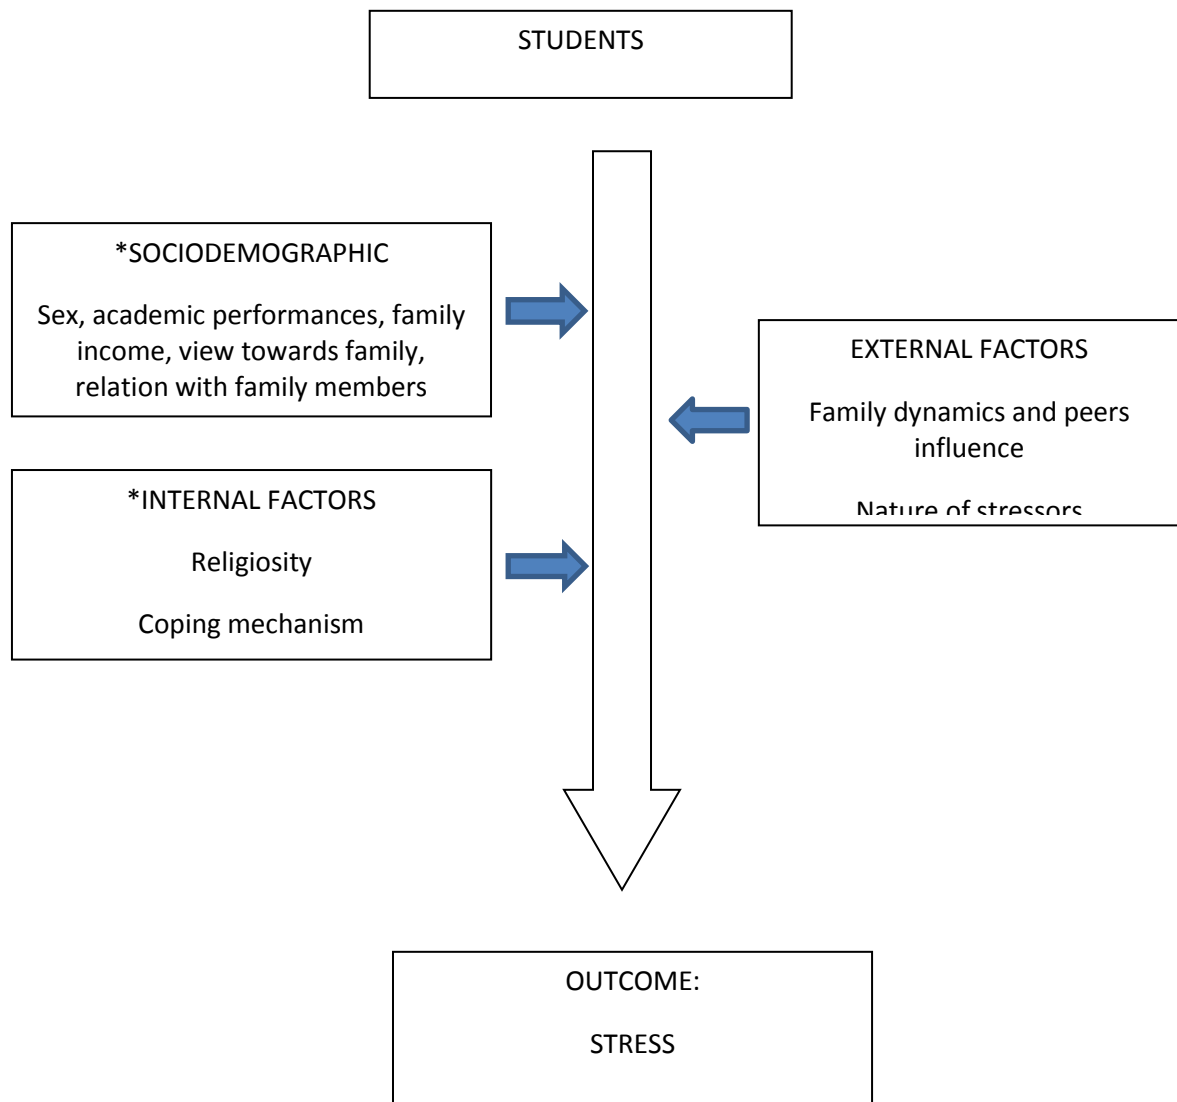 STUDENTS
*SOCIODEMOGRAPHIC
Sex, academic performances, family
income, view towards family,
relation with family members
EXTERNAL FACTORS
Family dynamics and peers
influence
Nature of stressors
*INTERNAL FACTORS
Religiosity
Coping mechanism
OUTCOME:
STRESS